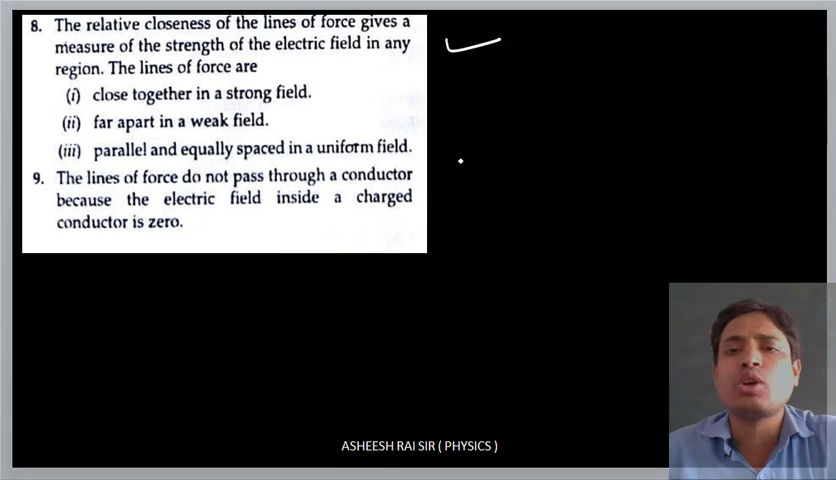 8. The relative closeness of the lines of force gives a
measure of the strength of the electric field in any
region. The lines of force are
(i) close together in a strong field.
(ii) far apart in a weak field.
(iii) parallel and equally spaced in a uniform field.
9. The lines of force do not pass through a conductor
because the electric field inside a charged
conductor is zero.
ASHEESH RAI SIR ( PHYSICS )